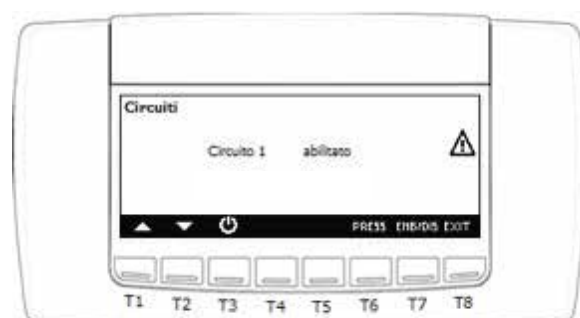 Circuiti
Circuito 1 abilitato
PRESS ENB/DIS EXIT
T1 T2 T3 T4 T5 T6 T7 T8